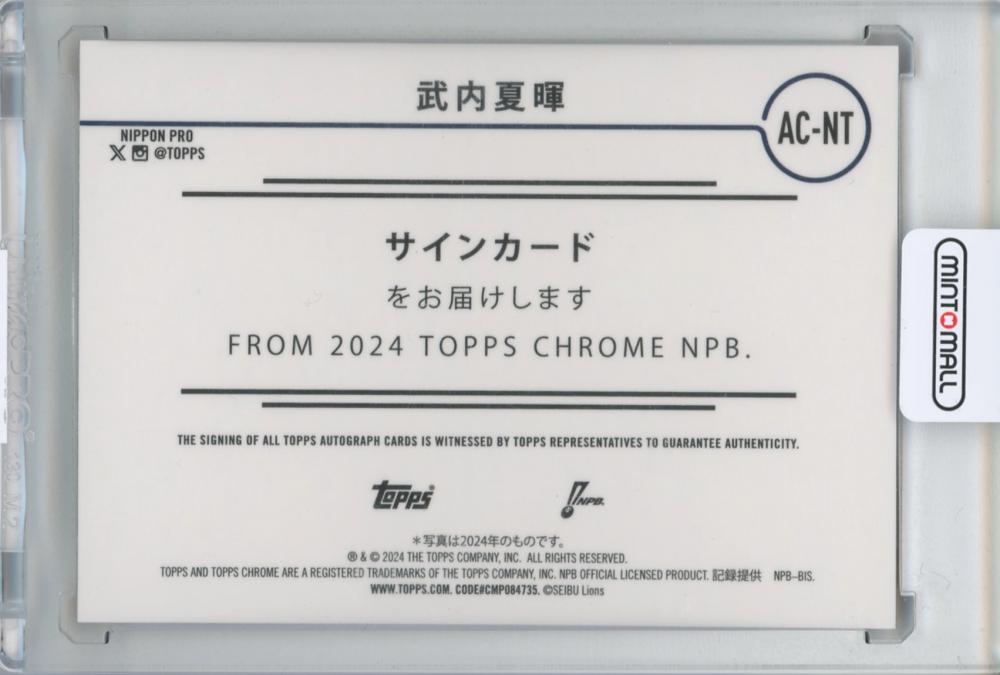 武内夏暉
AC-NT
NIPPON PRO
@TOPPS
サインカード
をお届けします
FROM 2024 TOPPS CHROME NPB.
THE SIGNING OF ALL TOPPS AUTOGRAPH CARDS IS WITNESSED BY TOPPS REPRESENTATIVES TO GUARANTEE AUTHENTICITY.
TOPPS NPB.
*写真は2024年のものです。
® & © 2024 THE TOPPS COMPANY, INC. ALL RIGHTS RESERVED.
TOPPS AND TOPPS CHROME ARE A REGISTERED TRADEMARKS OF THE TOPPS COMPANY, INC. NPB OFFICIAL LICENSED PRODUCT. 記録提供 NPB-BIS.
WWW.TOPPS.COM. CODE#CMP084735. ©SEIBU Lions
MINTOMALL